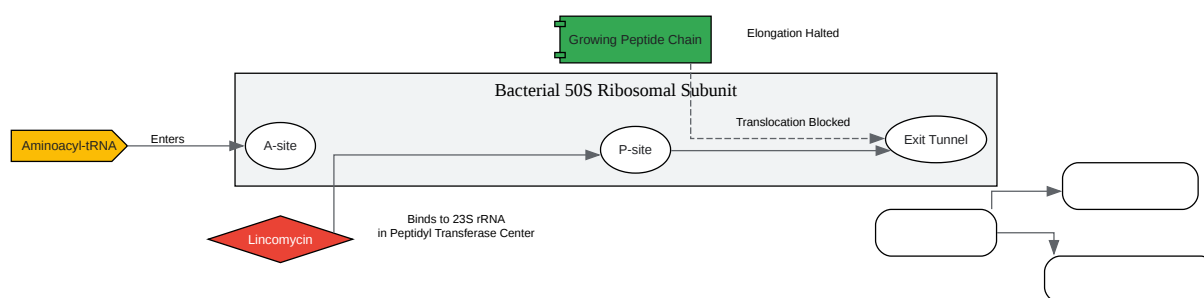 Growing Peptide Chain
Elongation Halted
Bacterial 50S Ribosomal Subunit
Translocation Blocked
Aminoacyl-tRNA
Enters
A-site
P-site
Exit Tunnel
Lincomycin
Binds to 23S rRNA
in Peptidyl Transferase Center